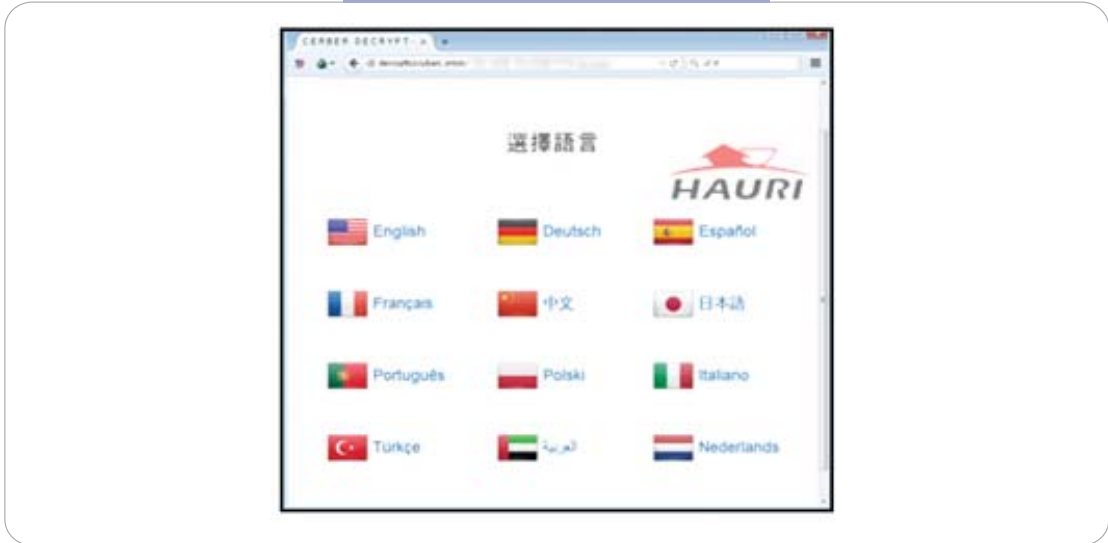 CERBER DECRYPT
選擇語言
HAURI
English Deutsch Español
Français 中文 日本語
Português Polski Italiano
Türkçe العربية Nederlands